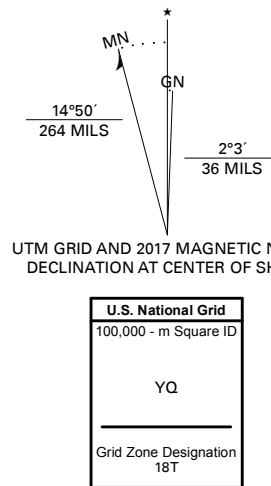 ★
MN
GN
14°50´
264 MILS
2°3´
36 MILS
UTM GRID AND 2017 MAGNETIC
DECLINATION AT CENTER OF
U.S. National Grid
100,000 - m Square ID
YQ
Grid Zone Designation
18T